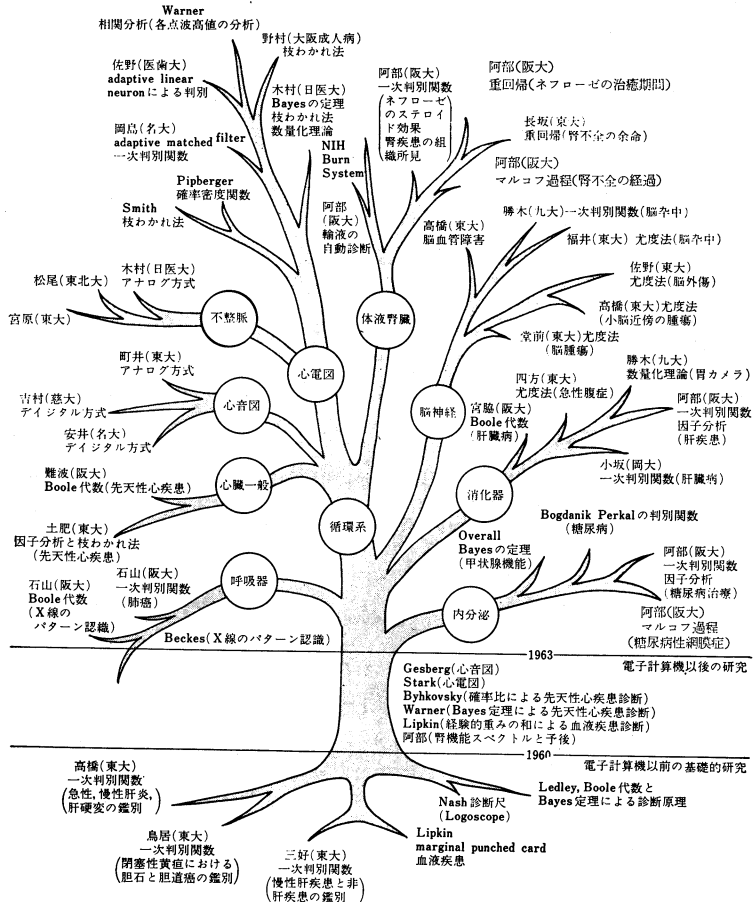 Warner
相関分析(各点波高値の分析)
野村(大阪成人病)
枝わかれ法
佐野(医歯大)
adaptive linear
neuronによる判別
木村(日医大)
Bayesの定理
枝わかれ法
数量化理論
岡島(名大)
adaptive matched filter
一次判別関数
Pipberger
確率密度関数
Smith
枝わかれ法
NIH
Burn
System
阿部
(阪大)
輸液の
自動診断
阿部(阪大)
一次判別関数
(ネフローゼ
のステロイ
ド効果
腎疾患の組
織所見)
阿部(阪大)
重回帰(ネフローゼの治癒期間)
長坂(東大)
重回帰(腎不全の余命)
阿部(阪大)
マルコフ過程(腎不全の経過)
高橋(東大)
脳血管障害
勝木(九大)一次判別関数(脳卒中)
福井(東大) 尤度法(脳卒中)
佐野(東大)
尤度法(脳外傷)
高橋(東大)尤度法
(小脳近傍の腫瘍)
堂前(東大)尤度法
(脳腫瘍)
松尾(東北大)
木村(日医大)
アナログ方式
宮原(東大)
不整脈
体液腎臓
町井(東大)
アナログ方式
心電図
古村(慈大)
デイジタル方式
心音図
安井(名大)
デイジタル方式
脳神経
宮脇(阪大)
Boole代数
(肝臓病)
四方(東大)
尤度法(急性腹症)
勝木(九大)
数量化理論(胃カメラ)
阿部(阪大)
一次判別関数
因子分析
(肝疾患)
小坂(岡大)
一次判別関数(肝臓病)
難波(阪大)
Boole代数(先天性心疾患)
心臓一般
消化器
土肥(東大)
因子分析と枝わかれ法
(先天性心疾患)
循環系
Overall
Bayesの定理
(甲状腺機能)
Bogdanik Perkalの判別関数
(糖尿病)
石山(阪大)
Boole代数
(X線の
パターン認識)
石山(阪大)
一次判別関数
(肺癌)
呼吸器
阿部(阪大)
一次判別関数
因子分析
(糖尿病治療)
内分泌
阿部(阪大)
マルコフ過程
(糖尿病性網膜症)
Beckes(X線のパターン認識)
1963
電子計算機以後の研究
Gesberg(心音図)
Stark(心電図)
Byhkovsky(確率比による先天性心疾患診断)
Warner(Bayes定理による先天性心疾患診断)
Lipkin(経験的重みの和による血液疾患診断)
阿部(腎機能スペクトルと予後)
1960
電子計算機以前の基礎的研究
高橋(東大)
一次判別関数
(急性,慢性肝炎,
肝硬変の鑑別)
鳥居(東大)
一次判別関数
(閉塞性黄疸における
胆石と胆道癌の鑑別)
三好(東大)
一次判別関数
(慢性肝疾患と非
肝疾患の鑑別)
Nash診断尺
(Logoscope)
Lipkin
marginal punched card
血液疾患
Ledley, Boole代数と
Bayes定理による診断原理